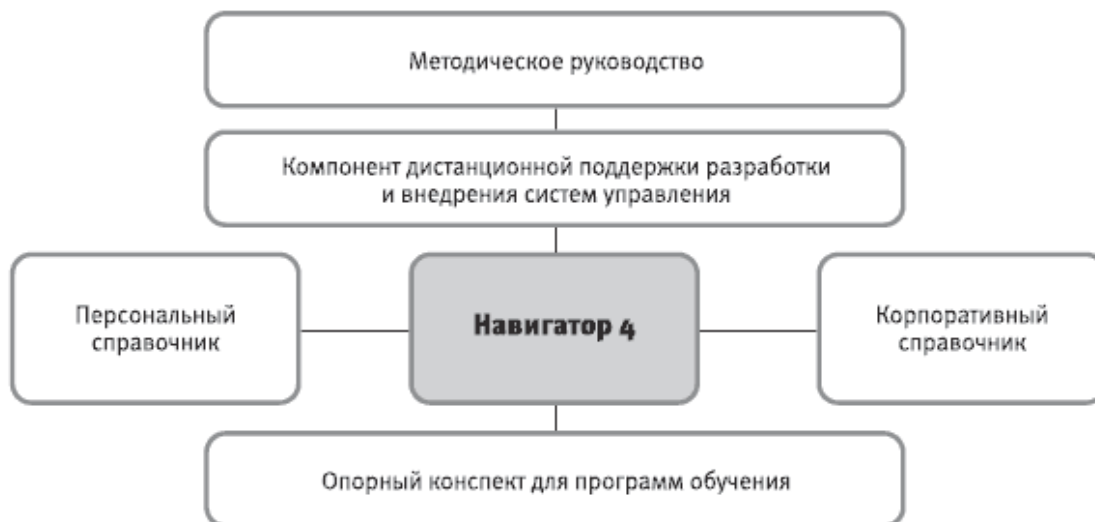 Методическое руководство
Компонент дистанционной поддержки разработки
и внедрения систем управления
Персональный
справочник
Навигатор 4
Корпоративный
справочник
Опорный конспект для программ обучения